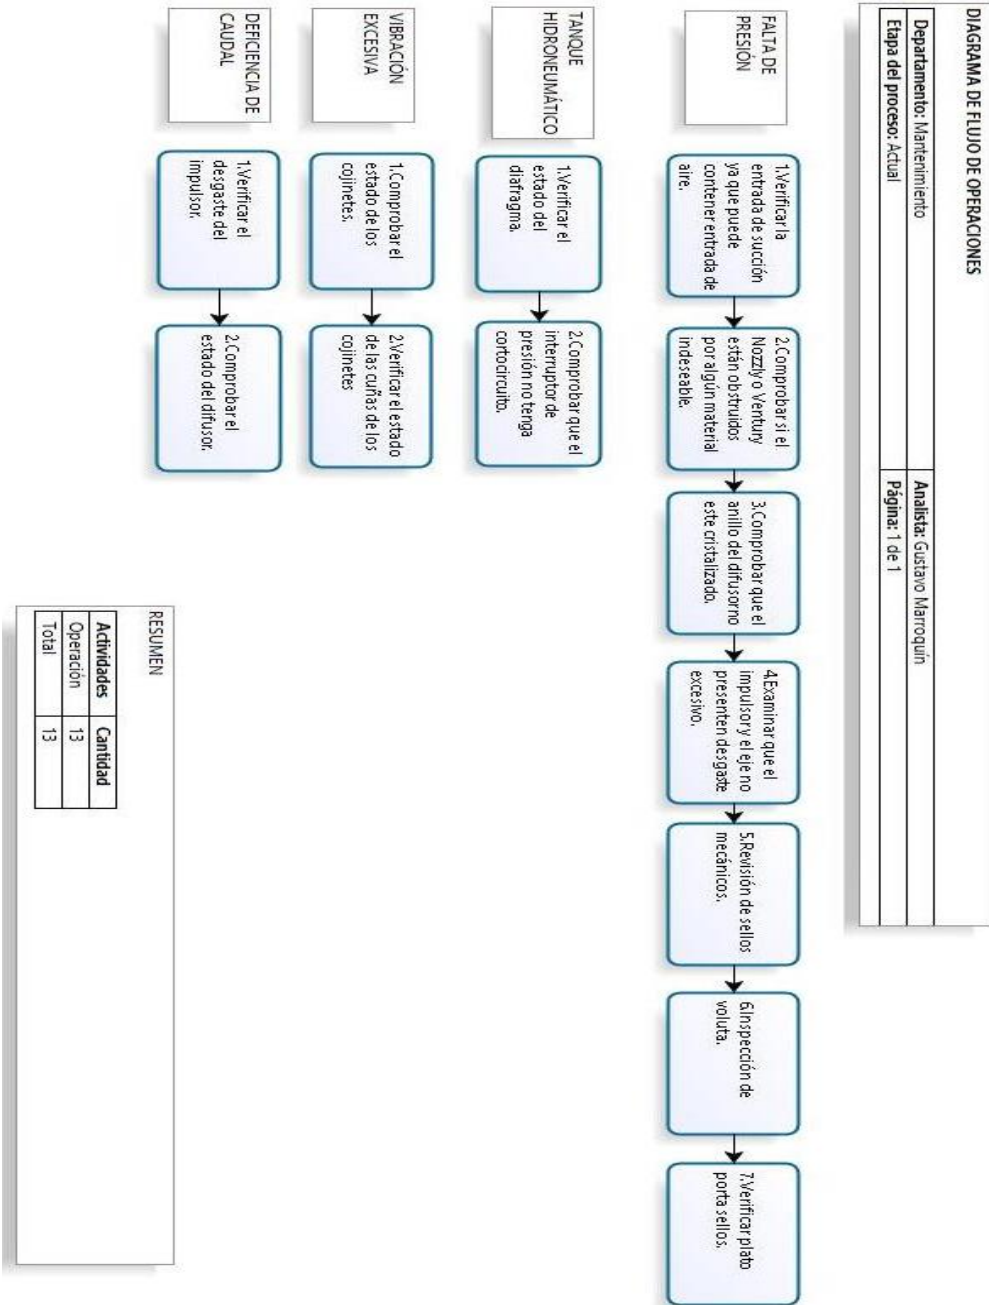 DIAGRAMA DE FLUJO DE OPERACIONES
Departamento: Mantenimiento
Analista: Gustavo Marroquín
Etapa del proceso: Actual
Página: 1 de 1
FALTA DE
PRESIÓN
1.Verificar la
entrada de succión
ya que puede
contener entrada de
aire.
2.Comprobar si el
Nozzly o Ventury
están obstruidos
por algún material
indeseable.
3.Comprobar que el
anillo del difusor no
este cristalizado.
4.Examinar que el
impulsor y el eje no
presenten desgaste
excesivo.
5.Revisión de sellos
mecánicos.
6.Inspección de
voluta.
7.Verificar plato
porta sellos.
TANQUE
HIDRONEUMÁTICO
1.Verificar el
estado del
diafragma.
2.Comprobar que el
interruptor de
presión no tenga
cortocircuito.
VIBRACIÓN
EXCESIVA
1.Comprobar el
estado de los
cojinetes.
2.Verificar el estado
de las cuñas de los
cojinetes
DEFICIENCIA DE
CAUDAL
1.Verificar el
desgaste del
impulsor.
2.Comprobar el
estado del difusor.
RESUMEN
Actividades Cantidad
Operación 13
Total 13